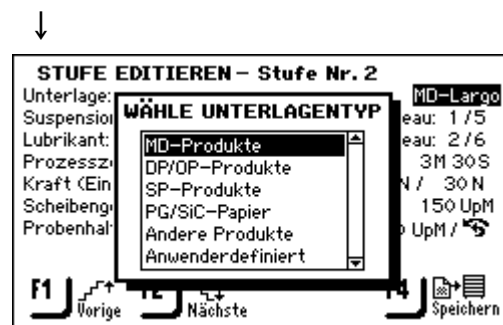 STUFE EDITIEREN – Stufe Nr. 2
Unterlage: MD-Largo
WÄHLE UNTERLAGENTYP
Suspension eau: 1/5
MD-Produkte
Lubrikant: eau: 2/6
DP/OP-Produkte
Prozessz 3M 30S
SP-Produkte
Kraft (Ein N / 30 N
PG/SiC-Papier
Scheibeng 150 UpM
Andere Produkte
Probenhal UpM /
Anwenderdefiniert
F1 Vorige Nächste F4 Speichern